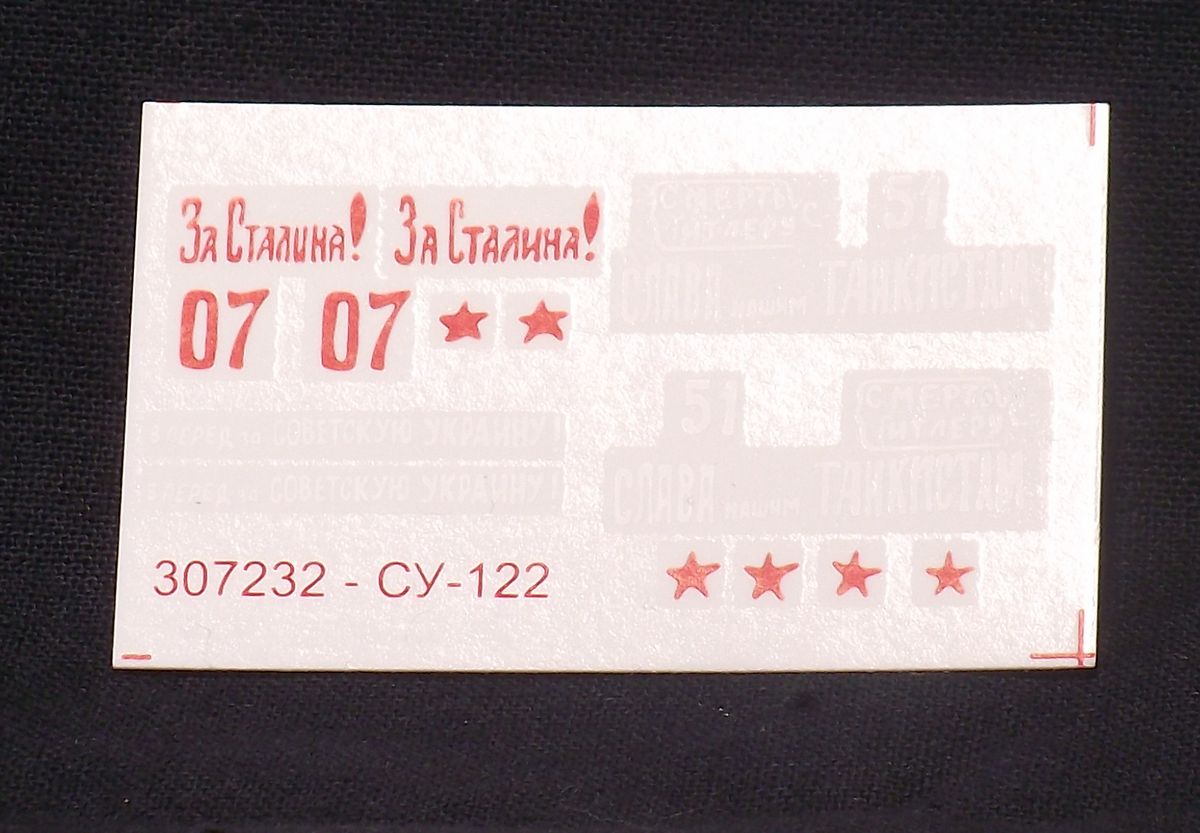 За Сталина! За Сталина!
07 07
ВПЕРЕД за СОВЕТСКУЮ УКРАИНУ!
ВПЕРЕД за СОВЕТСКУЮ УКРАИНУ!
307232 - СУ-122
СМЕРТЬ
ГИТЛЕРУ
51
СЛАВА нашим ТАНКИСТАМ
51
СМЕРТЬ
ГИТЛЕРУ
СЛАВА нашим ТАНКИСТАМ